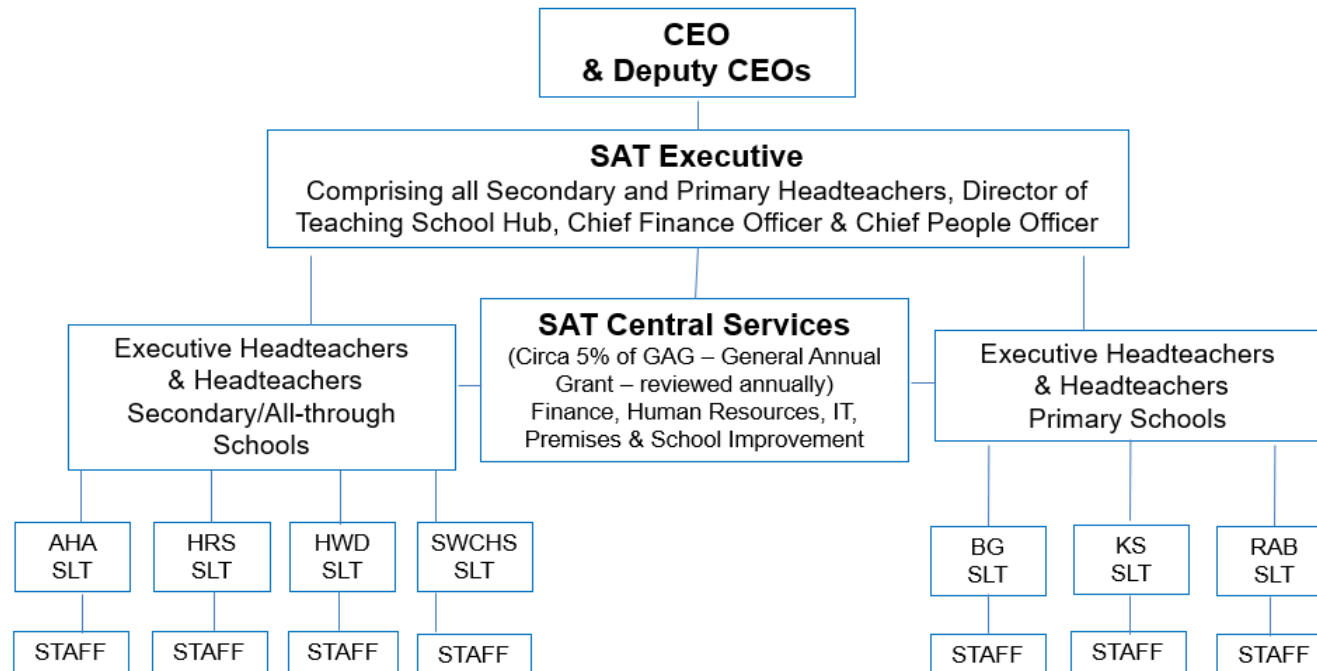 CEO
& Deputy CEOs
SAT Executive
Comprising all Secondary and Primary Headteachers, Director of
Teaching School Hub, Chief Finance Officer & Chief People Officer
Executive Headteachers
& Headteachers
Secondary/All-through
Schools
SAT Central Services
(Circa 5% of GAG – General Annual
Grant – reviewed annually)
Finance, Human Resources, IT,
Premises & School Improvement
Executive Headteachers
& Headteachers
Primary Schools
AHA
SLT
HRS
SLT
HWD
SLT
SWCHS
SLT
BG
SLT
KS
SLT
RAB
SLT
STAFF
STAFF
STAFF
STAFF
STAFF
STAFF
STAFF